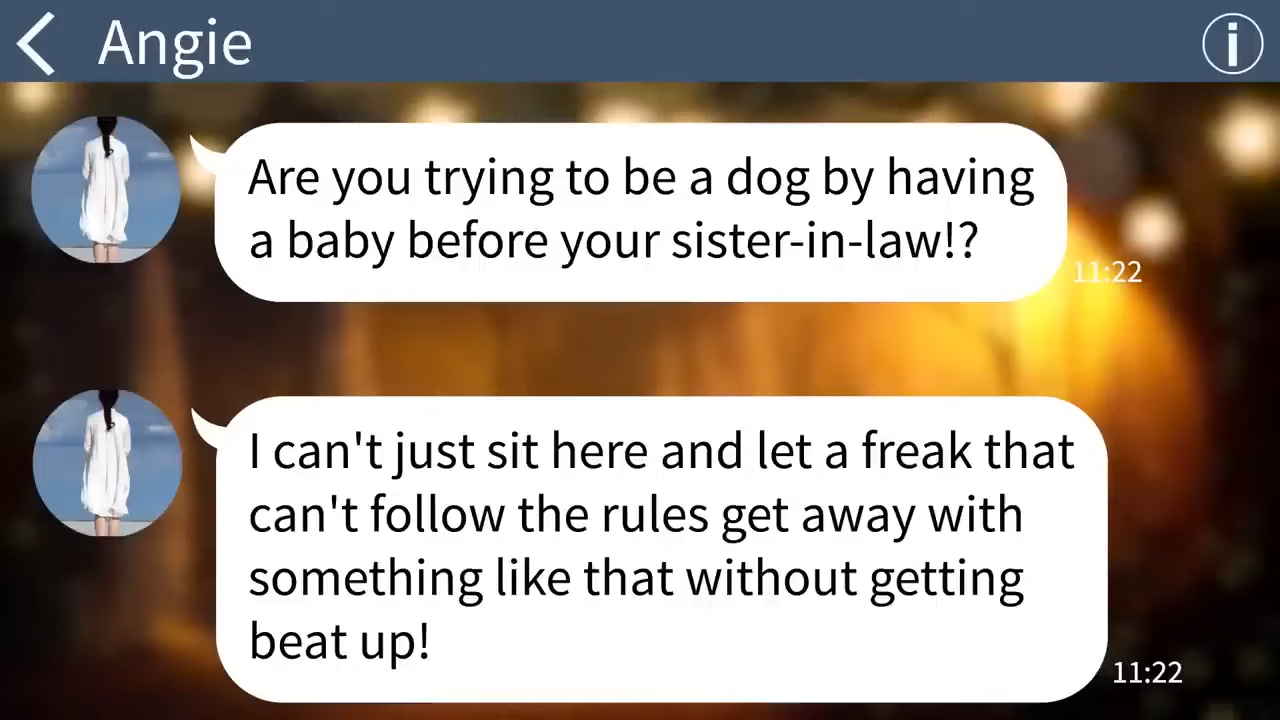 Angie
Are you trying to be a dog by having
a baby before your sister-in-law!?
11:22
I can't just sit here and let a freak that
can't follow the rules get away with
something like that without getting
beat up!
11:22